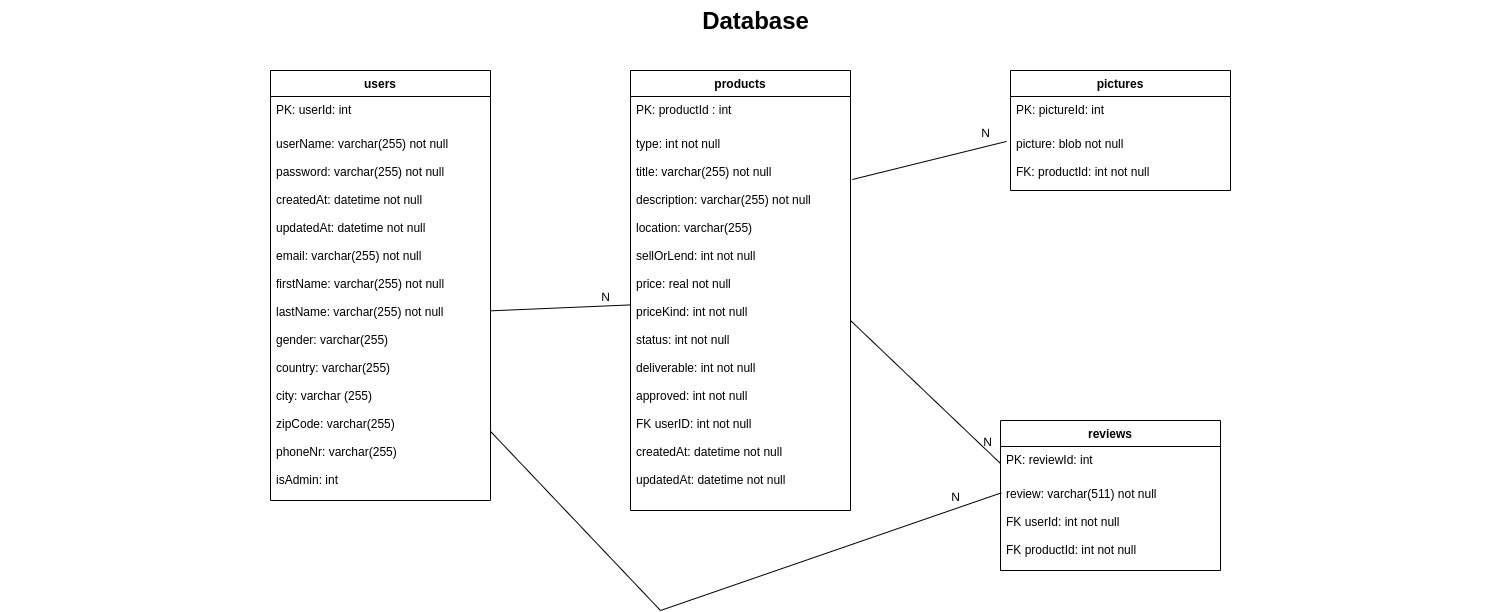 Database
users
PK: userId: int
userName: varchar(255) not null
password: varchar(255) not null
createdAt: datetime not null
updatedAt: datetime not null
email: varchar(255) not null
firstName: varchar(255) not null
lastName: varchar(255) not null
gender: varchar(255)
country: varchar(255)
city: varchar (255)
zipCode: varchar(255)
phoneNr: varchar(255)
isAdmin: int
N
products
PK: productId : int
type: int not null
title: varchar(255) not null
description: varchar(255) not null
location: varchar(255)
sellOrLend: int not null
price: real not null
priceKind: int not null
status: int not null
deliverable: int not null
approved: int not null
FK userID: int not null
createdAt: datetime not null
updatedAt: datetime not null
N
pictures
PK: pictureId: int
picture: blob not null
FK: productId: int not null
N
N
reviews
PK: reviewId: int
review: varchar(511) not null
FK userId: int not null
FK productId: int not null